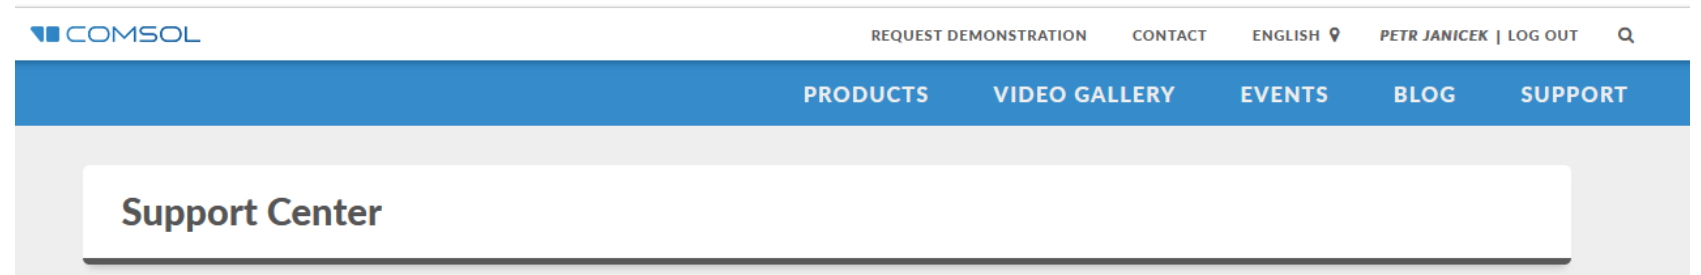 COMSOL
REQUEST DEMONSTRATION CONTACT ENGLISH PETR JANICEK | LOG OUT
PRODUCTS VIDEO GALLERY EVENTS BLOG SUPPORT
Support Center